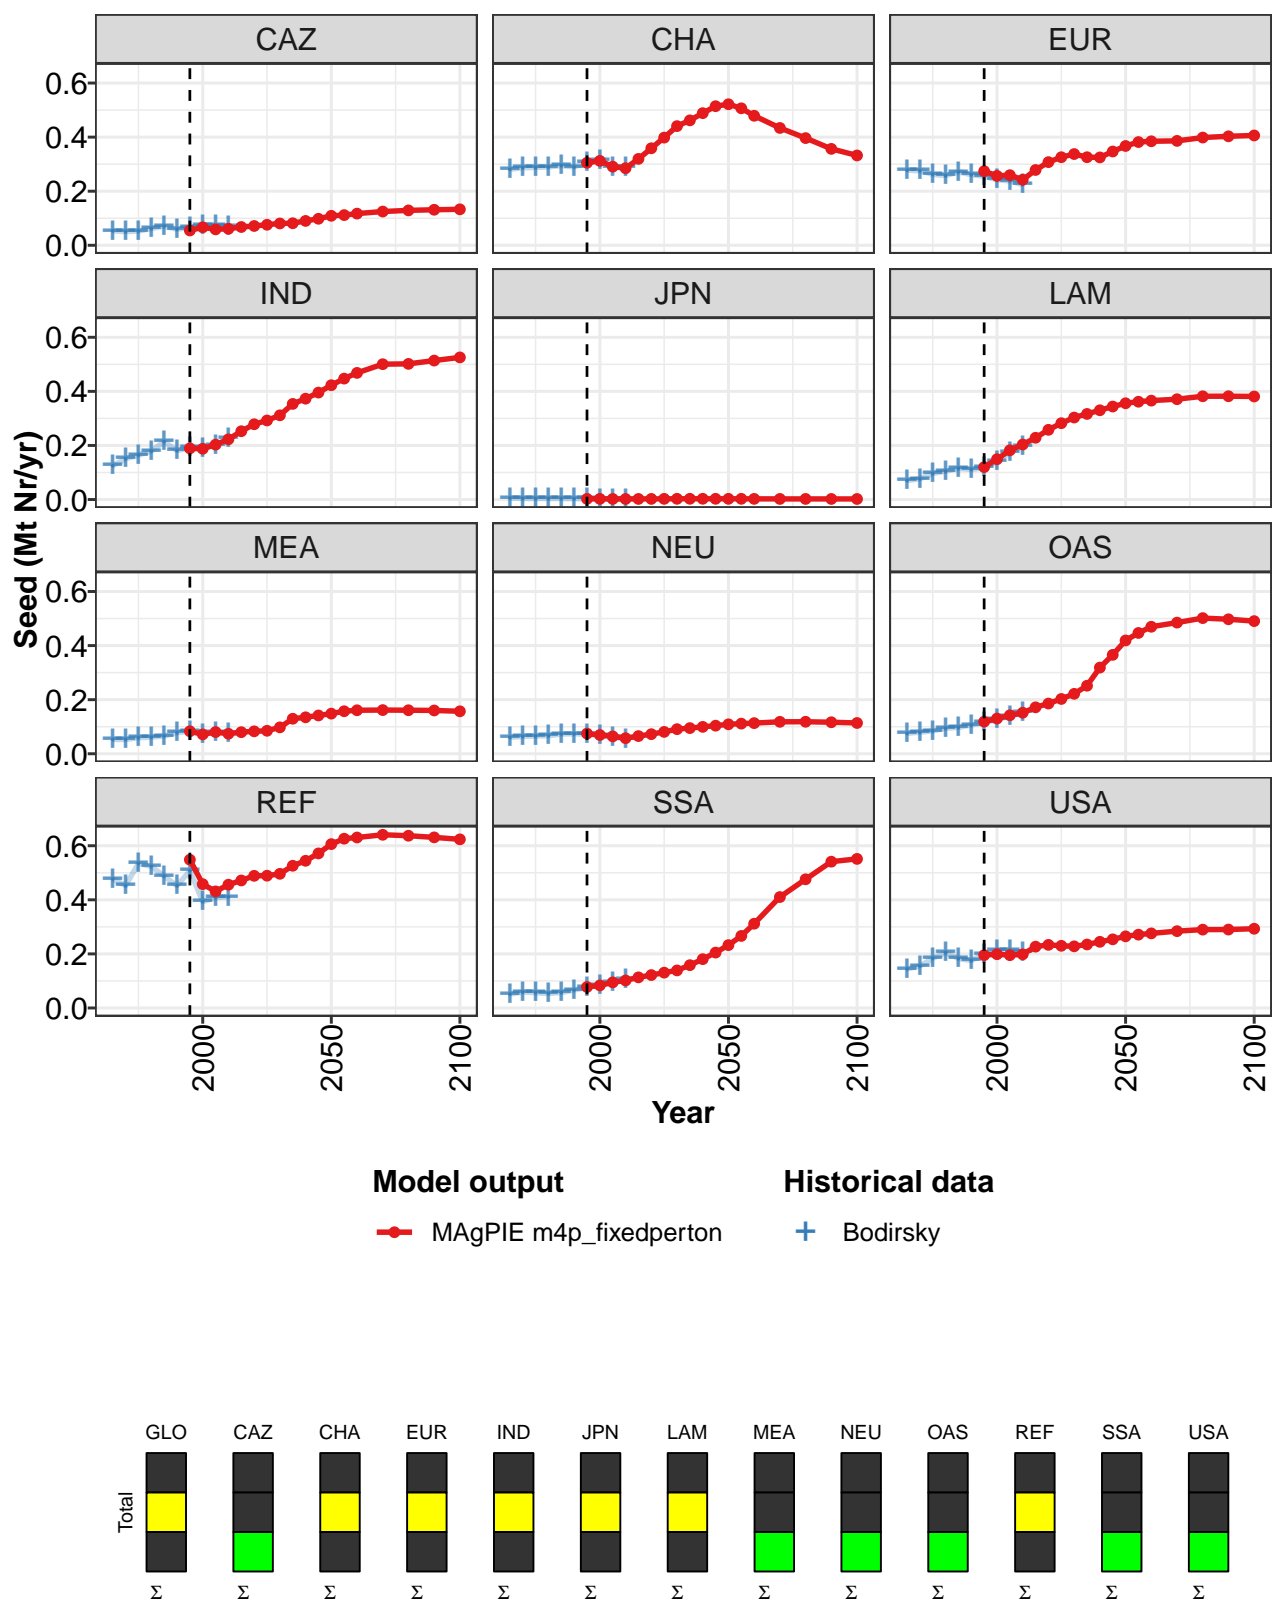 CAZ CHA EUR
0.6
0.4
0.2
0.0
IND JPN LAM
0.6
0.4
0.2
0.0
MEA NEU OAS
0.6
0.4
0.2
0.0
REF SSA USA
0.6
0.4
0.2
0.0
Seed (Mt Nr/yr)
2000 2050 2100 2000 2050 2100 2000 2050 2100
Year
Model output Historical data
MAgPIE m4p_fixedperton Bodirsky
GLO CAZ CHA EUR IND JPN LAM MEA NEU OAS REF SSA USA
Total
Σ Σ Σ Σ Σ Σ Σ Σ Σ Σ Σ Σ Σ